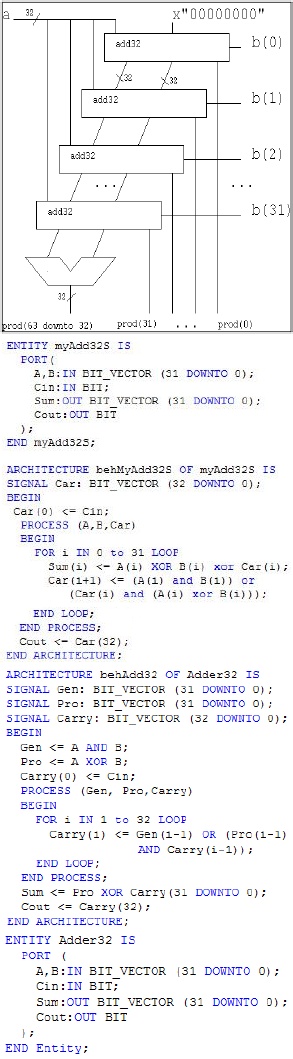 a 32 x"00000000"
add32 b(0)
32 32
add32 b(1)
add32 b(2)
... ...
add32 b(31)
32
prod(63 downto 32) prod(31) ... prod(0)
ENTITY myAdd32S IS
PORT(
A,B:IN BIT_VECTOR (31 DOWNTO 0);
Cin:IN BIT;
Sum:OUT BIT_VECTOR (31 DOWNTO 0);
Cout:OUT BIT
);
END myAdd32S;
ARCHITECTURE behMyAdd32S OF myAdd32S IS
SIGNAL Car: BIT_VECTOR (32 DOWNTO 0);
BEGIN
Car(0) <= Cin;
PROCESS (A,B,Car)
BEGIN
FOR i IN 0 to 31 LOOP
Sum(i) <= A(i) XOR B(i) xor Car(i);
Car(i+1) <= (A(i) and B(i)) or
(Car(i) and (A(i) xor B(i)));
END LOOP;
END PROCESS;
Cout <= Car(32);
END ARCHITECTURE;
ARCHITECTURE behAdd32 OF Adder32 IS
SIGNAL Gen: BIT_VECTOR (31 DOWNTO 0);
SIGNAL Pro: BIT_VECTOR (31 DOWNTO 0);
SIGNAL Carry: BIT_VECTOR (32 DOWNTO 0);
BEGIN
Gen <= A AND B;
Pro <= A XOR B;
Carry(0) <= Cin;
PROCESS (Gen, Pro,Carry)
BEGIN
FOR i IN 1 to 32 LOOP
Carry(i) <= Gen(i-1) OR (Pro(i-1)
AND Carry(i-1));
END LOOP;
END PROCESS;
Sum <= Pro XOR Carry(31 DOWNTO 0);
Cout <= Carry(32);
END ARCHITECTURE;
ENTITY Adder32 IS
PORT (
A,B:IN BIT_VECTOR (31 DOWNTO 0);
Cin:IN BIT;
Sum:OUT BIT_VECTOR (31 DOWNTO 0);
Cout:OUT BIT
);
END Entity;